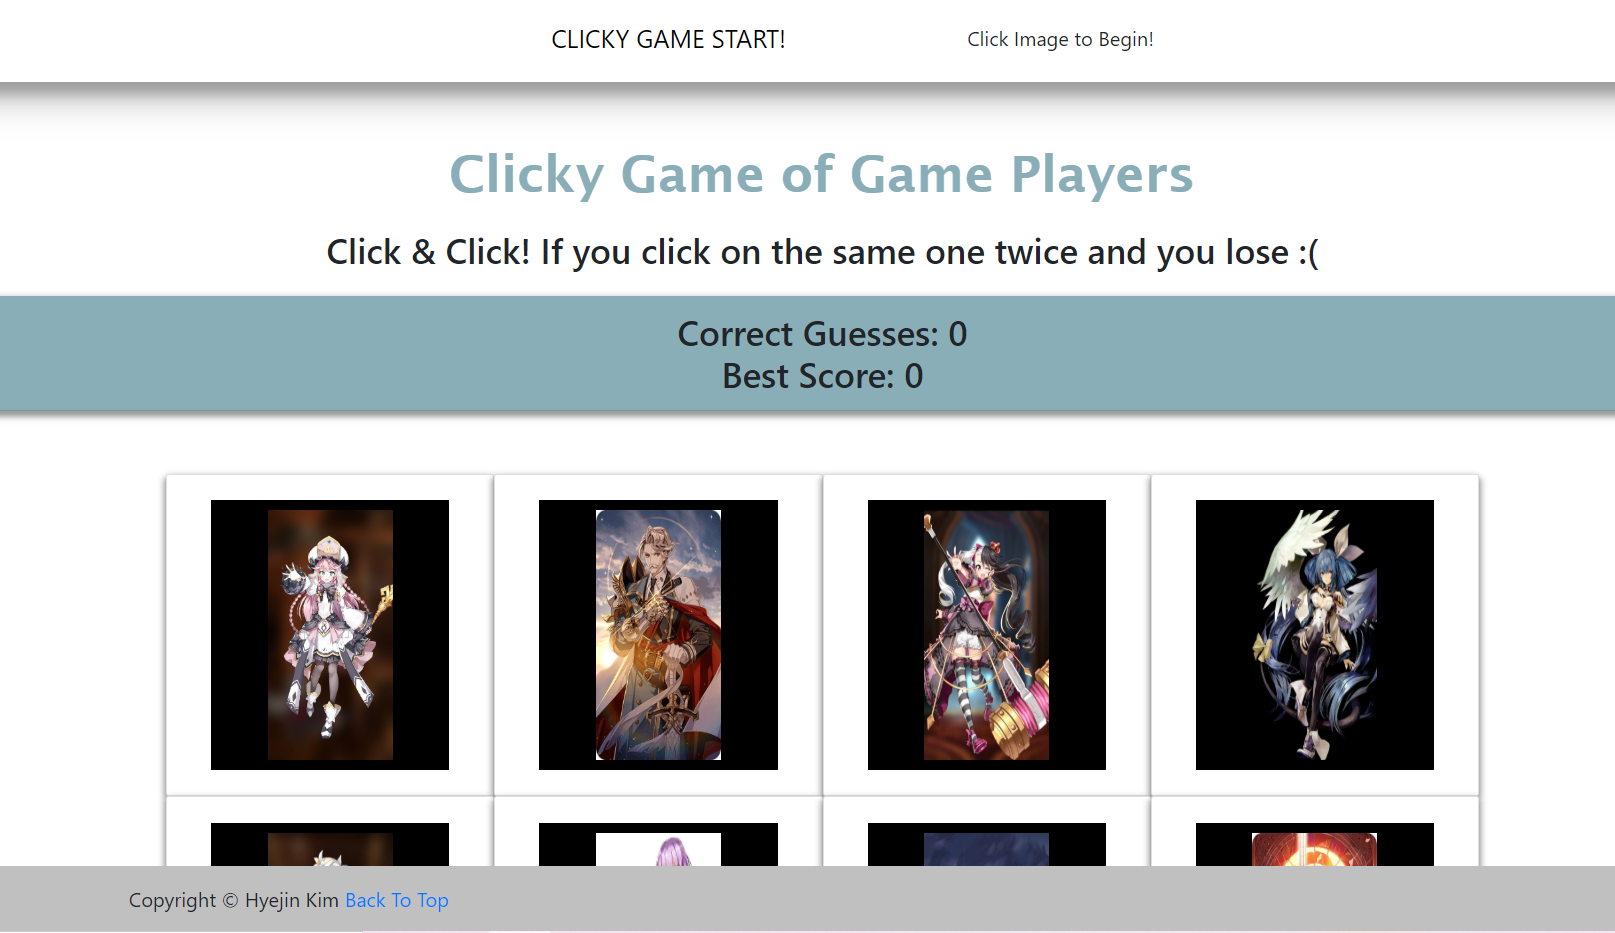 CLICKY GAME START!
Click Image to Begin!
Clicky Game of Game Players
Click & Click! If you click on the same one twice and you lose :(
Correct Guesses: 0
Best Score: 0
Copyright © Hyejin Kim Back To Top